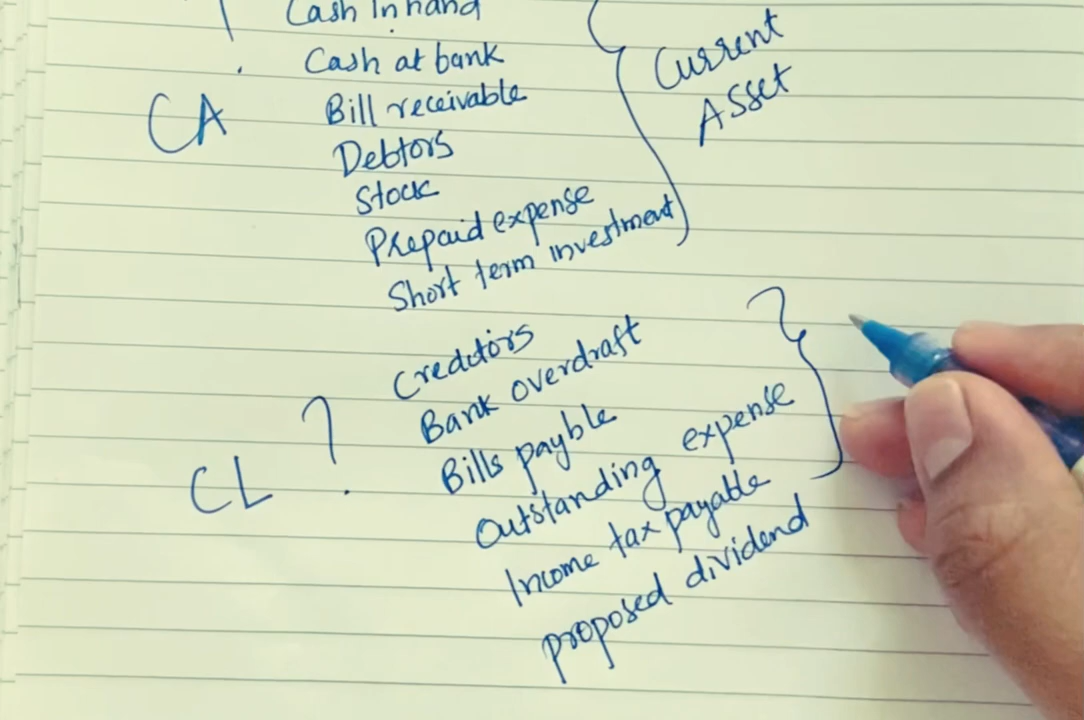 Cash In hand
Cash at bank
CA ?
Bill receivable
Debtors
Stock
Prepaid expense
Short term investment
Current
Asset
Creditors
Bank overdraft
CL ?
Bills payble
Outstanding expense
Income tax payable
proposed dividend